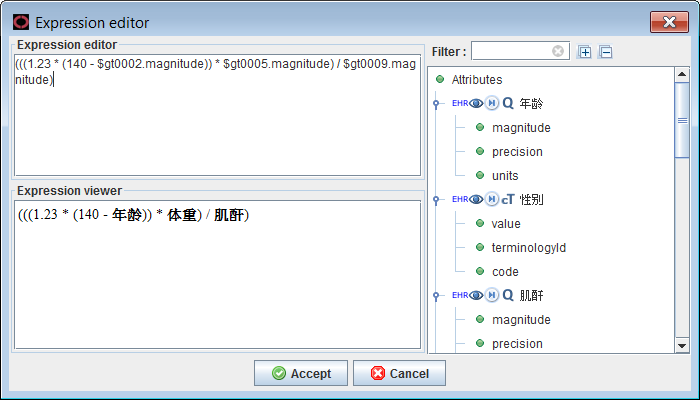 Expression editor
Expression editor
(((1.23 * (140 - $gt0002.magnitude)) * $gt0005.magnitude) / $gt0009.mag
nitude)
Expression viewer
(((1.23 * (140 - 年龄)) * 体重) / 肌酐)
Filter :
Attributes
EHR Q 年龄
magnitude
precision
units
EHR cT 性别
value
terminologyId
code
EHR Q 肌酐
magnitude
precision
Accept
Cancel